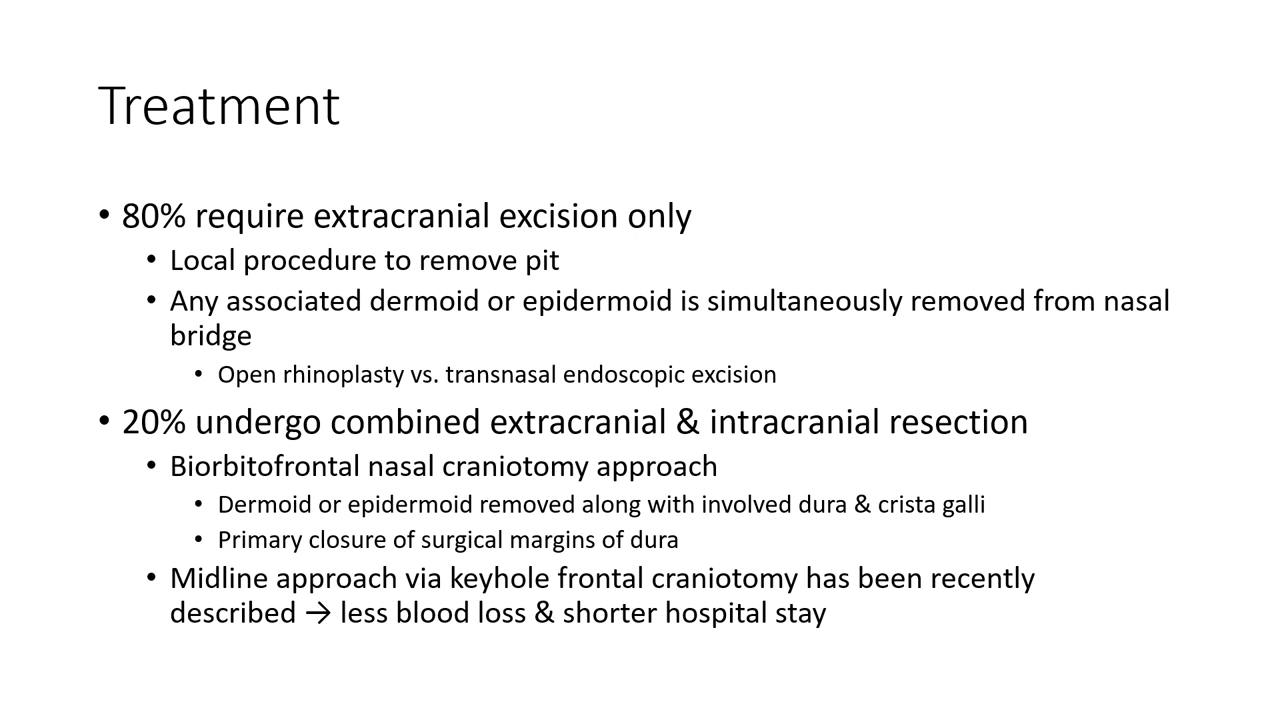 Treatment
• 80% require extracranial excision only
• Local procedure to remove pit
• Any associated dermoid or epidermoid is simultaneously removed from nasal
bridge
• Open rhinoplasty vs. transnasal endoscopic excision
• 20% undergo combined extracranial & intracranial resection
• Biorbitofrontal nasal craniotomy approach
• Dermoid or epidermoid removed along with involved dura & crista galli
• Primary closure of surgical margins of dura
• Midline approach via keyhole frontal craniotomy has been recently
described → less blood loss & shorter hospital stay